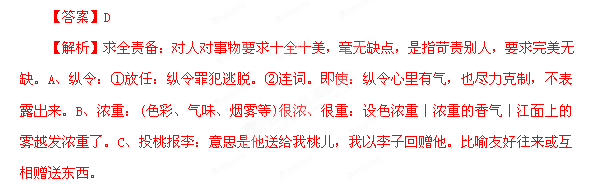 【答案】D
【解析】求全责备：对人对事物要求十全十美，毫无缺点，是指苛责别人，要求完美无
缺。A、纵令：①放任：纵令罪犯逃脱。②连词。即使：纵令心里有气，也尽力克制，不表
露出来。B、浓重：(色彩、气味、烟雾等)很浓、很重：设色浓重｜浓重的香气｜江面上的
雾越发浓重了。C、投桃报李：意思是他送给我桃儿，我以李子回赠他。比喻友好往来或互
相赠送东西。